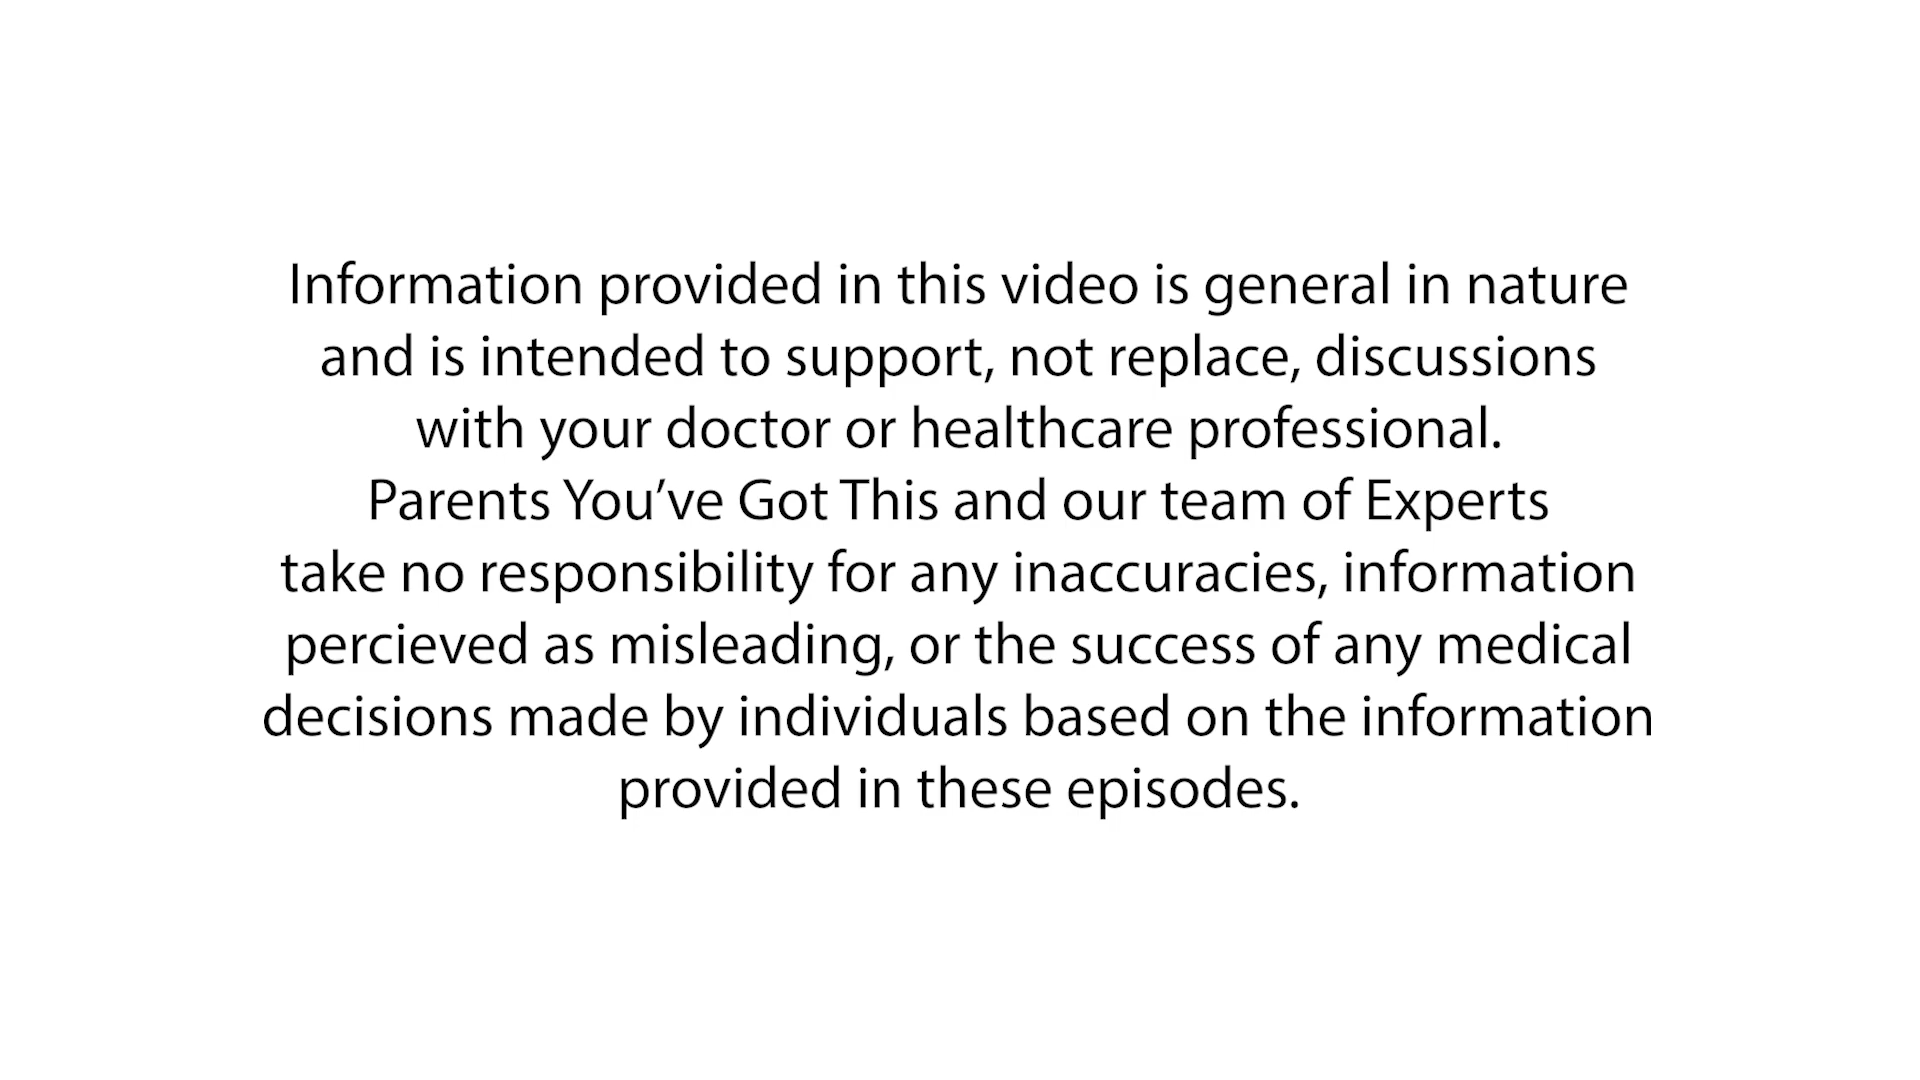 Information provided in this video is general in nature
and is intended to support, not replace, discussions
with your doctor or healthcare professional.
Parents You’ve Got This and our team of Experts
take no responsibility for any inaccuracies, information
percieved as misleading, or the success of any medical
decisions made by individuals based on the information
provided in these episodes.